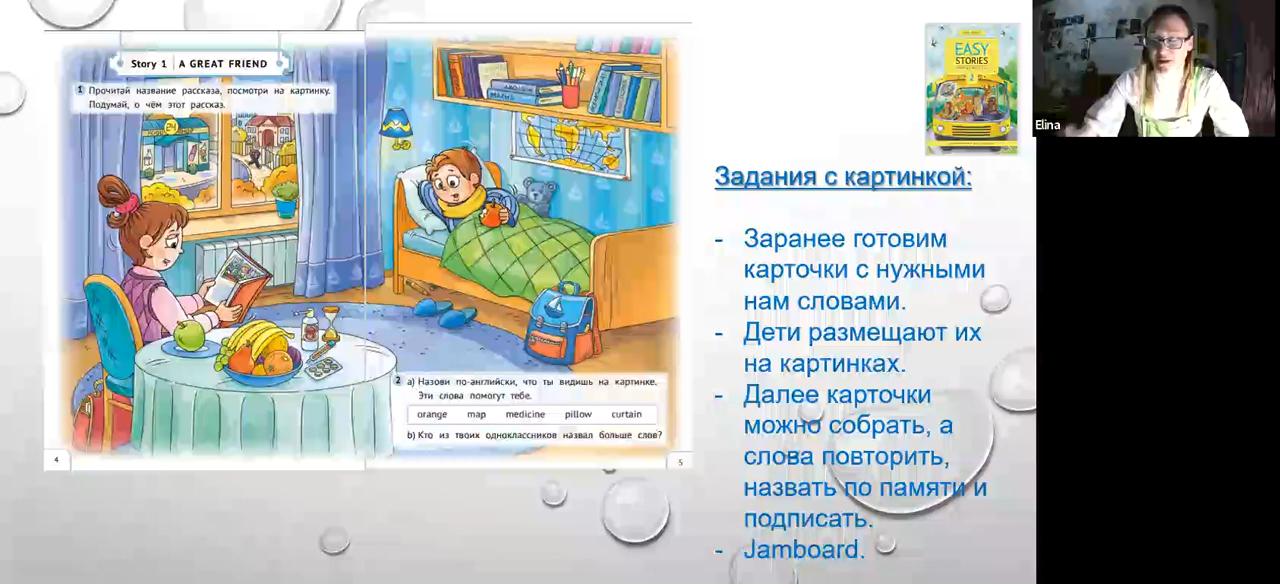 Story 1 | A GREAT FRIEND
1 Прочитай название рассказа, посмотри на картинку.
Подумай, о чём этот рассказ.
2 a) Назови по-английски, что ты видишь на картинке.
Эти слова помогут тебе.
orange map medicine pillow curtain
b) Кто из твоих одноклассников назвал больше слов?
4
5
EASY
STORIES
2
Elina
Задания с картинкой:
- Заранее готовим
карточки с нужными
нам словами.
- Дети размещают их
на картинках.
- Далее карточки
можно собрать, а
слова повторить,
назвать по памяти и
подписать.
- Jamboard.